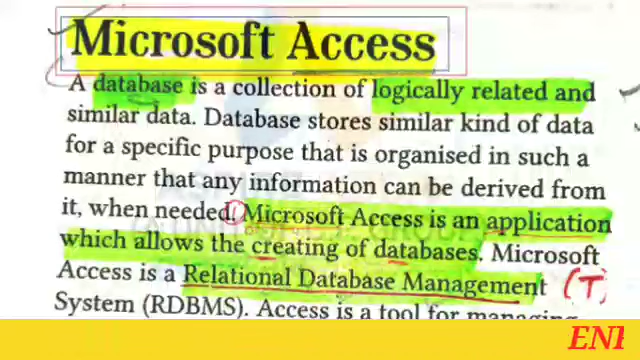 Microsoft Access
A database is a collection of logically related and
similar data. Database stores similar kind of data
for a specific purpose that is organised in such a
manner that any information can be derived from
it, when needed. Microsoft Access is an application
which allows the creating of databases. Microsoft
Access is a Relational Database Management (T)
System (RDBMS). Access is a tool for managing